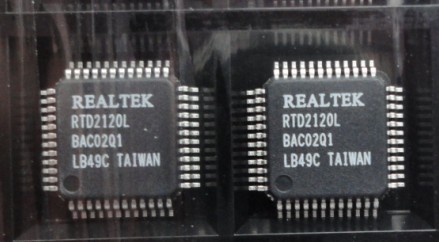 REALTEK
RTD2120L
BAC02Q1
LB49C TAIWAN
REALTEK
RTD2120L
BAC02Q1
LB49C TAIWAN